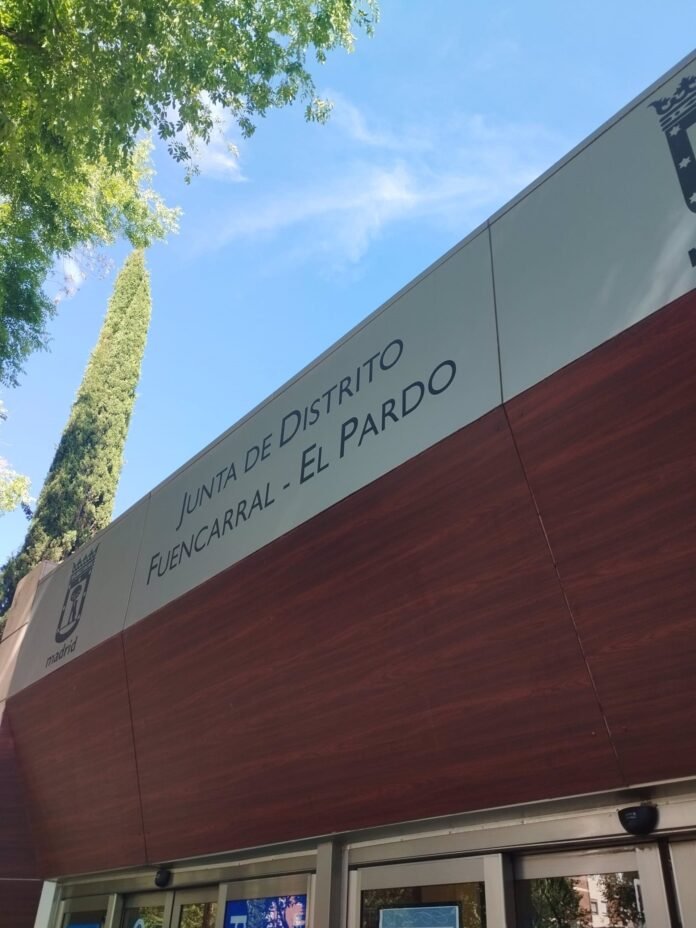 JUNTA DE DISTRITO
FUENCARRAL - EL PARDO
madrid